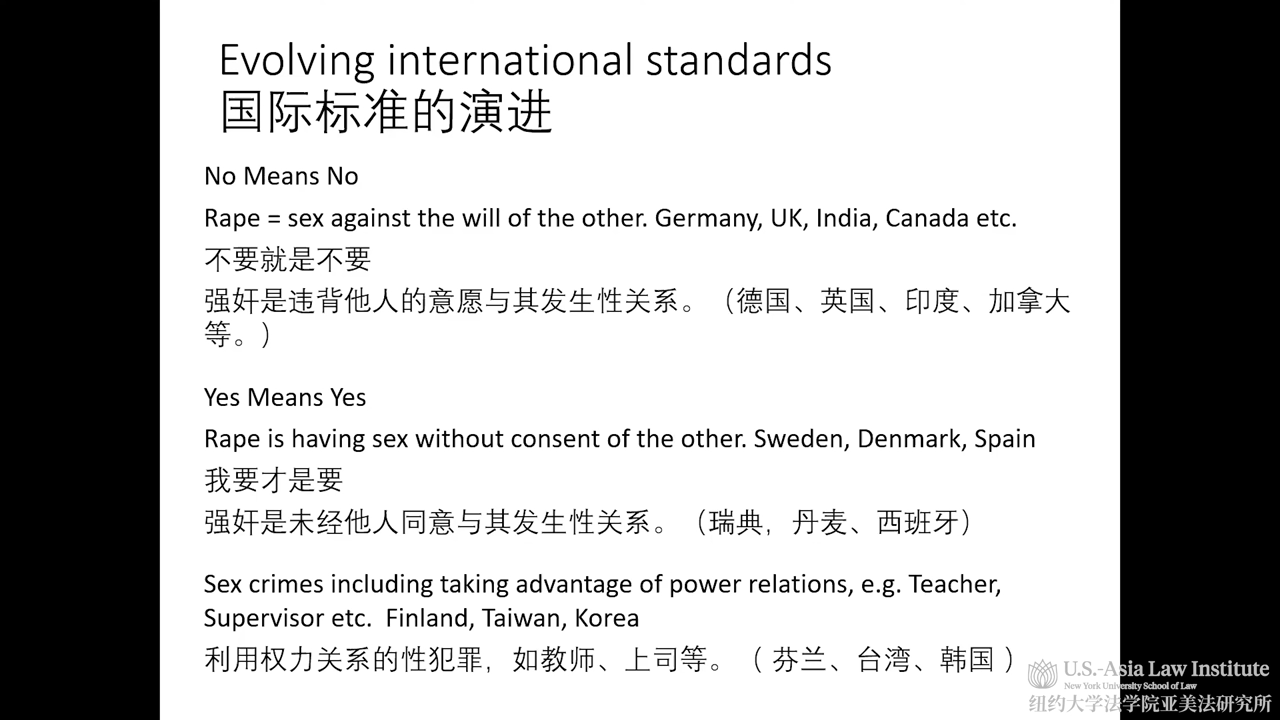 Evolving international standards
国际标准的演进
No Means No
Rape = sex against the will of the other. Germany, UK, India, Canada etc.
不要就是不要
强奸是违背他人的意愿与其发生性关系。（德国、英国、印度、加拿大
等。）
Yes Means Yes
Rape is having sex without consent of the other. Sweden, Denmark, Spain
我要才是要
强奸是未经他人同意与其发生性关系。（瑞典，丹麦、西班牙）
Sex crimes including taking advantage of power relations, e.g. Teacher,
Supervisor etc.  Finland, Taiwan, Korea
利用权力关系的性犯罪，如教师、上司等。（ 芬兰、台湾、韩国 ）
U.S.-Asia Law Institute
New York University School of Law
纽约大学法学院亚美法研究所